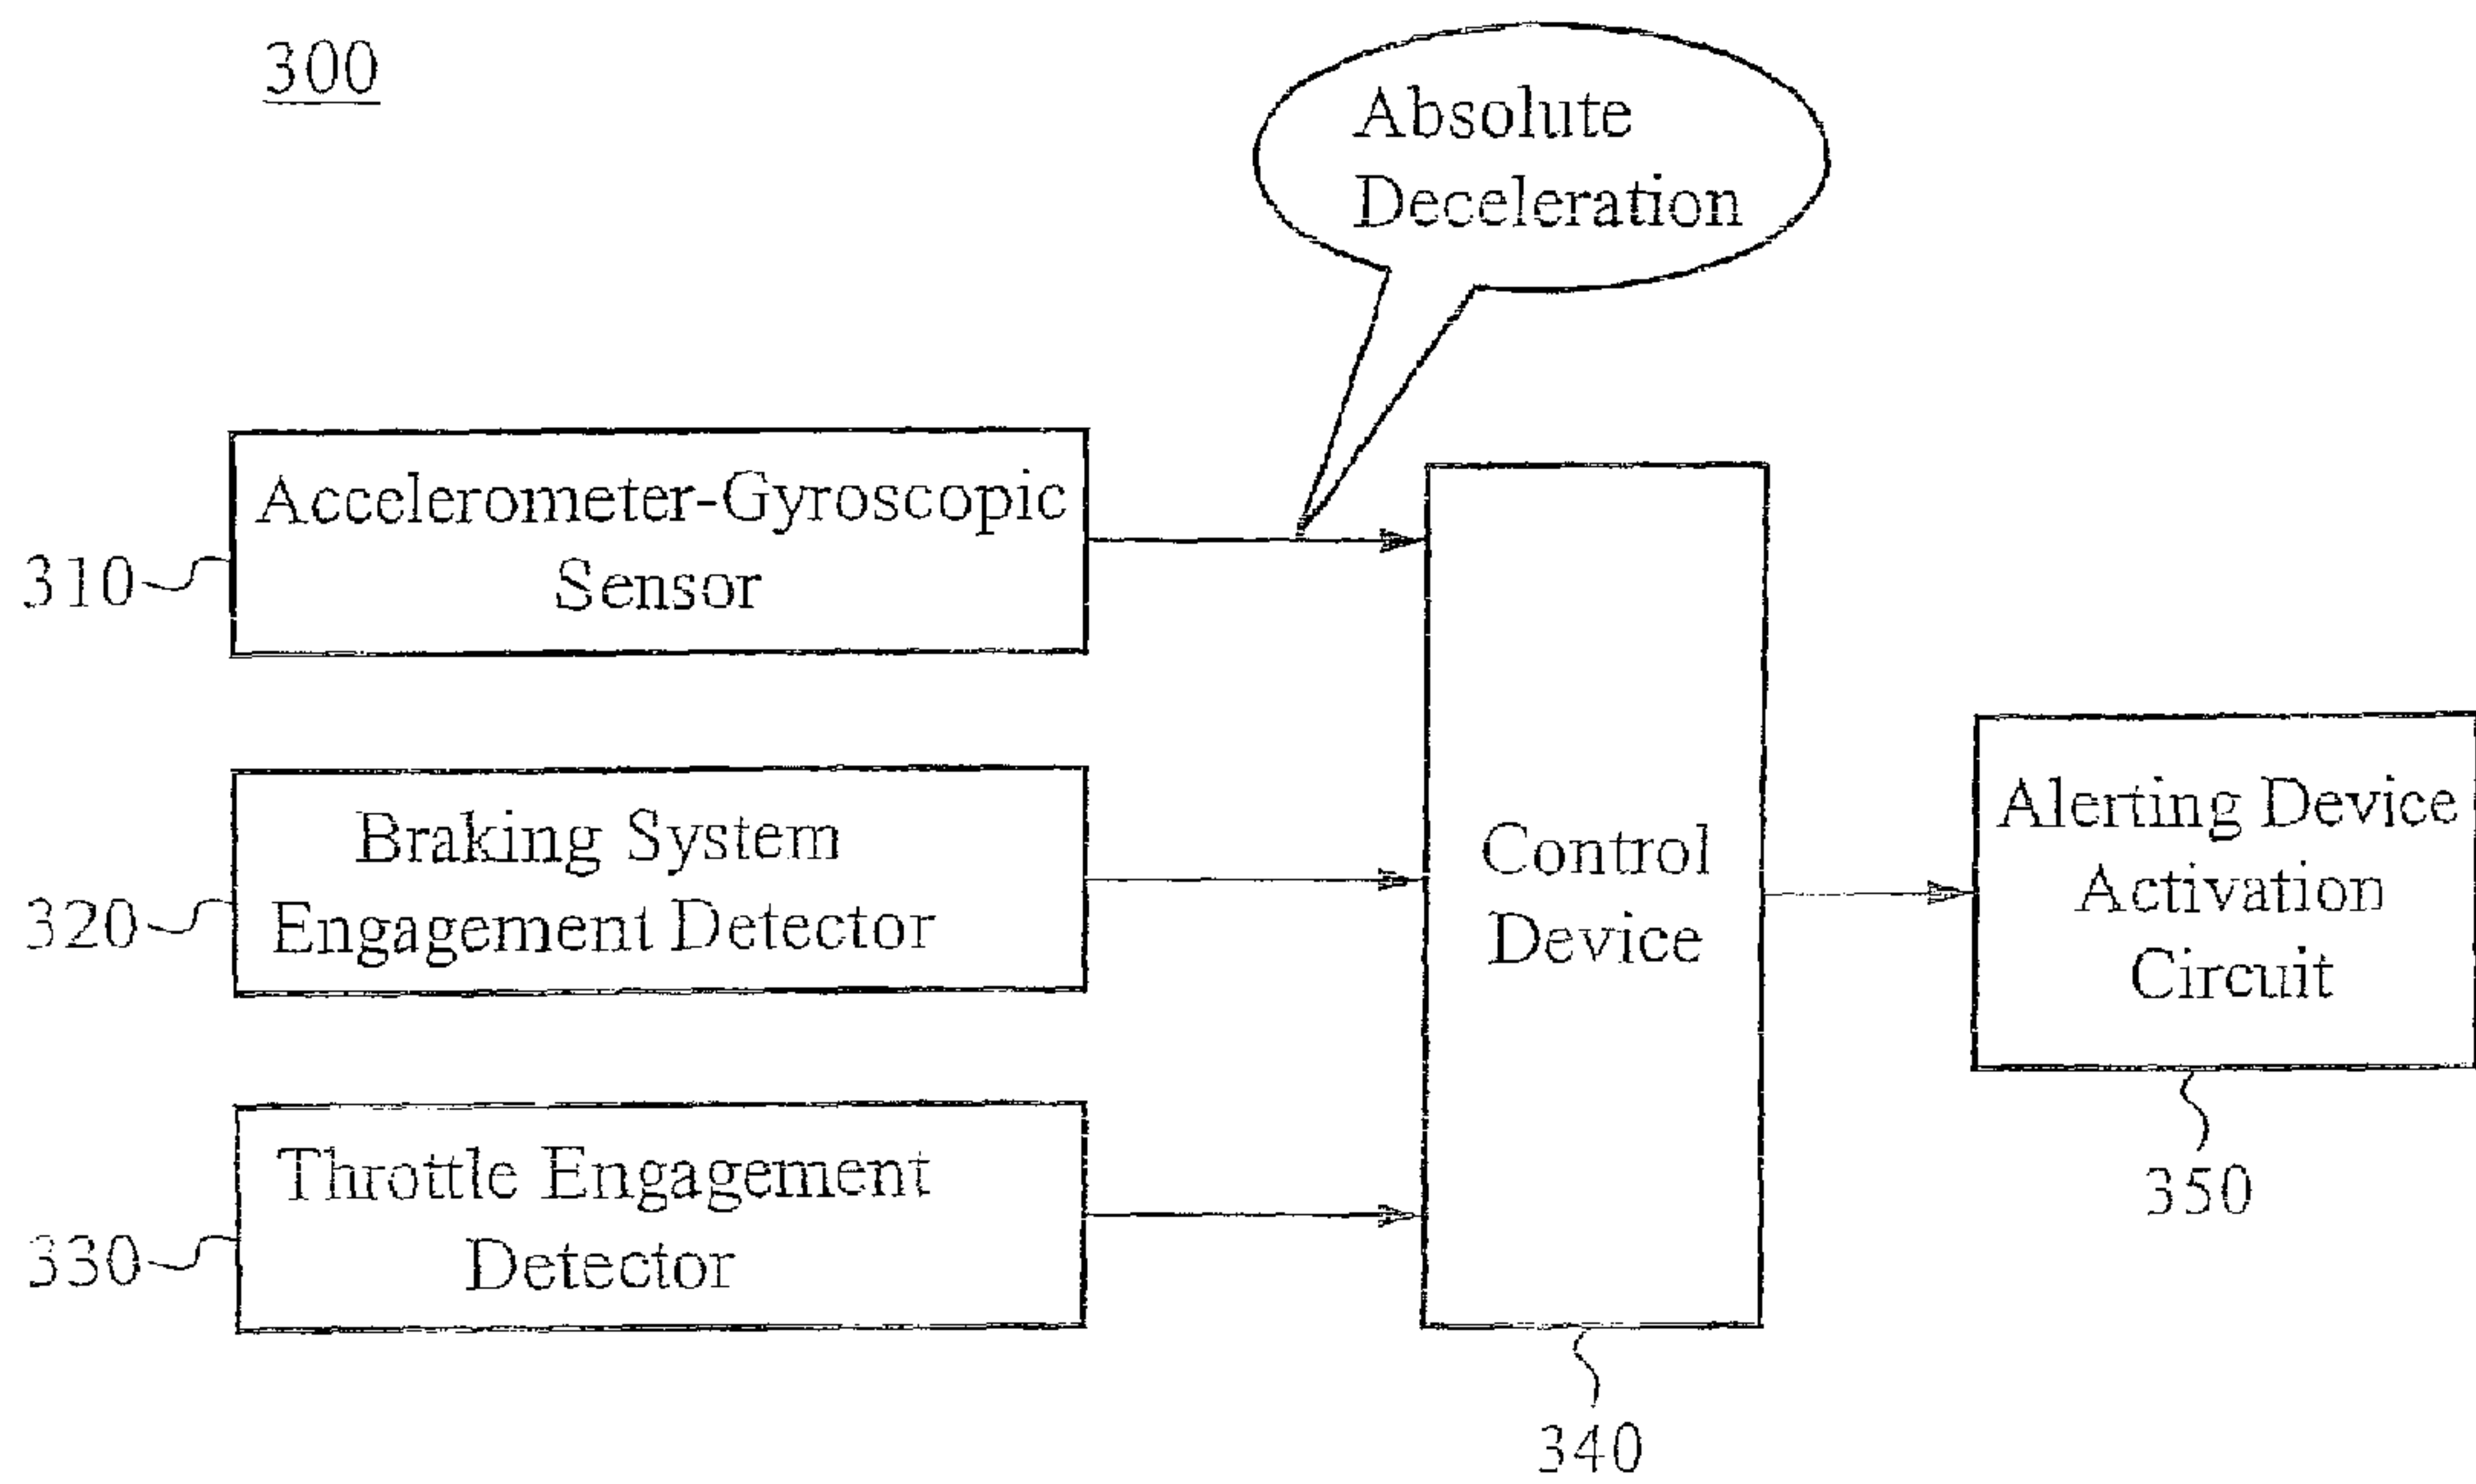 300
Absolute
Deceleration
Accelerometer-Gyroscopic
Sensor
310
Braking System
Engagement Detector
320
Throttle Engagement
Detector
330
Control
Device
340
Alerting Device
Activation
Circuit
350